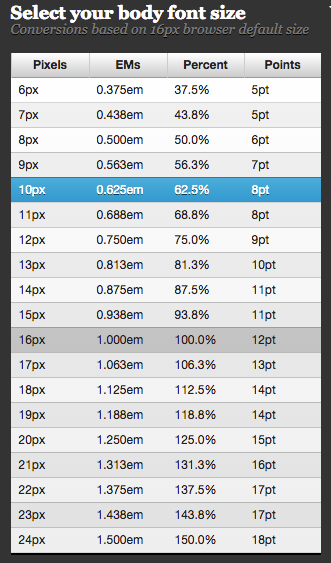 Select your body font size
Conversions based on 16px browser default size
Pixels EMs Percent Points
6px 0.375em 37.5% 5pt
7px 0.438em 43.8% 5pt
8px 0.500em 50.0% 6pt
9px 0.563em 56.3% 7pt
10px 0.625em 62.5% 8pt
11px 0.688em 68.8% 8pt
12px 0.750em 75.0% 9pt
13px 0.813em 81.3% 10pt
14px 0.875em 87.5% 11pt
15px 0.938em 93.8% 11pt
16px 1.000em 100.0% 12pt
17px 1.063em 106.3% 13pt
18px 1.125em 112.5% 14pt
19px 1.188em 118.8% 14pt
20px 1.250em 125.0% 15pt
21px 1.313em 131.3% 16pt
22px 1.375em 137.5% 17pt
23px 1.438em 143.8% 17pt
24px 1.500em 150.0% 18pt